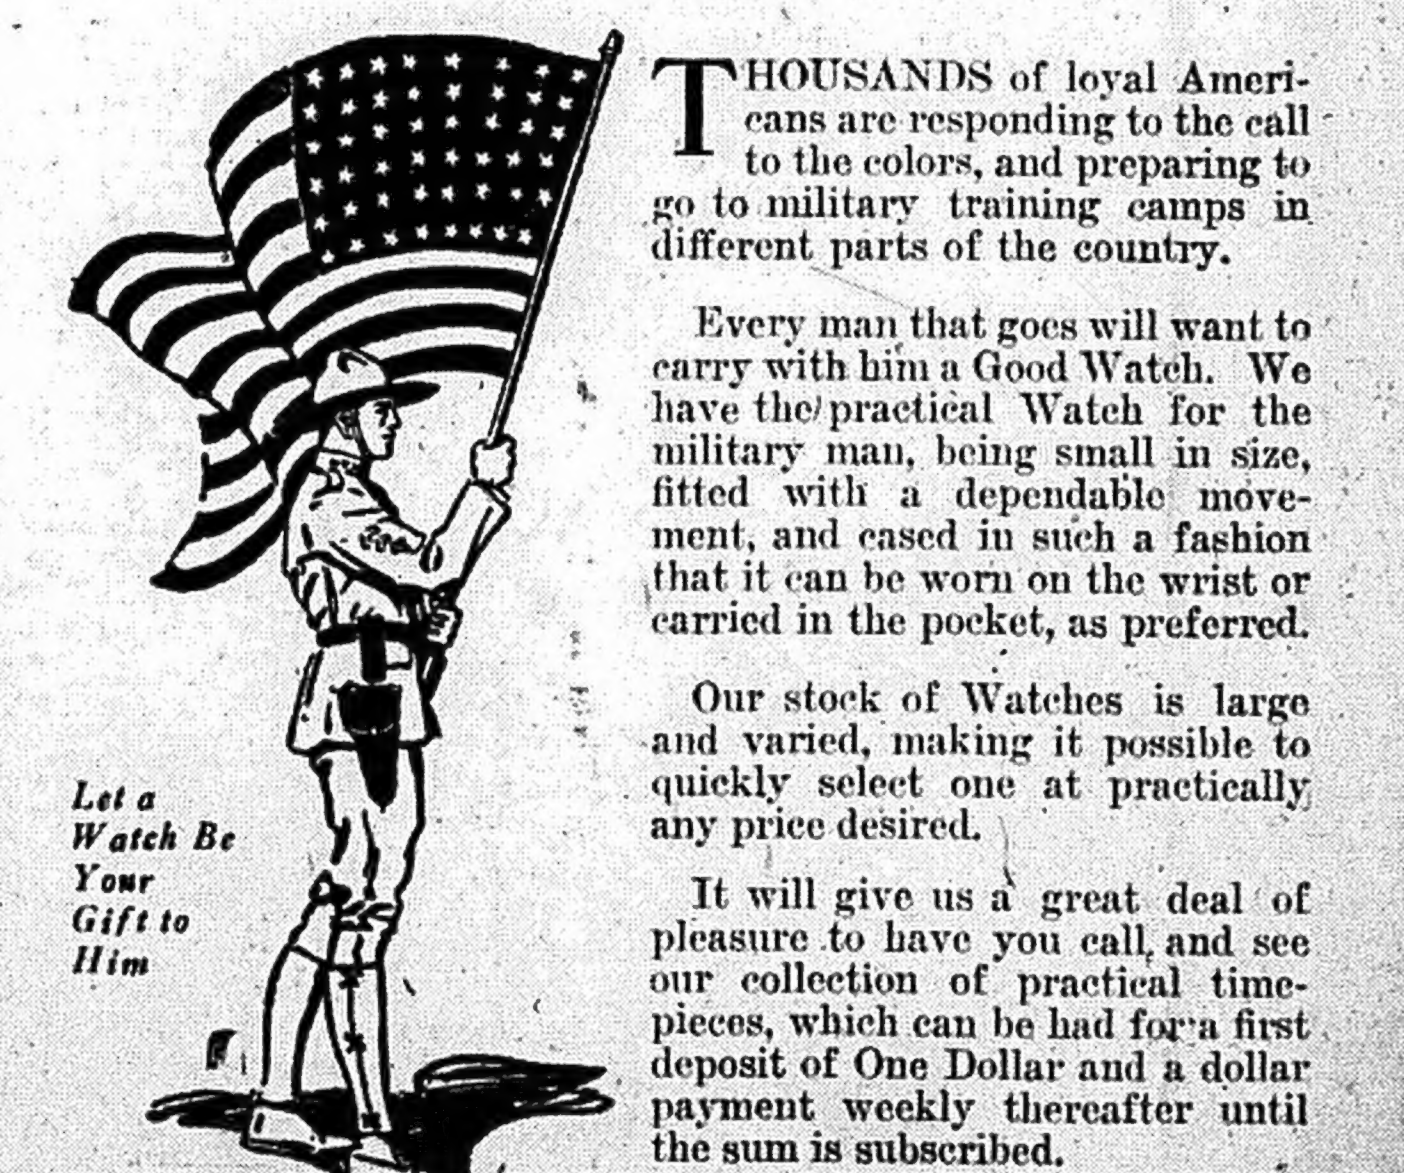 THOUSANDS of loyal Ameri-
cans are responding to the call
to the colors, and preparing to
go to military training camps in
different parts of the country.
Every man that goes will want to
carry with him a Good Watch. We
have the practical Watch for the
military man, being small in size,
fitted with a dependable move-
ment, and cased in such a fashion
that it can be worn on the wrist or
carried in the pocket, as preferred.
Our stock of Watches is large
and varied, making it possible to
quickly select one at practically
any price desired.
It will give us a great deal of
pleasure to have you call, and see
our collection of practical time-
pieces, which can be had for a first
deposit of One Dollar and a dollar
payment weekly thereafter until
the sum is subscribed.
Let a
Watch Be
Your
Gift to
Him